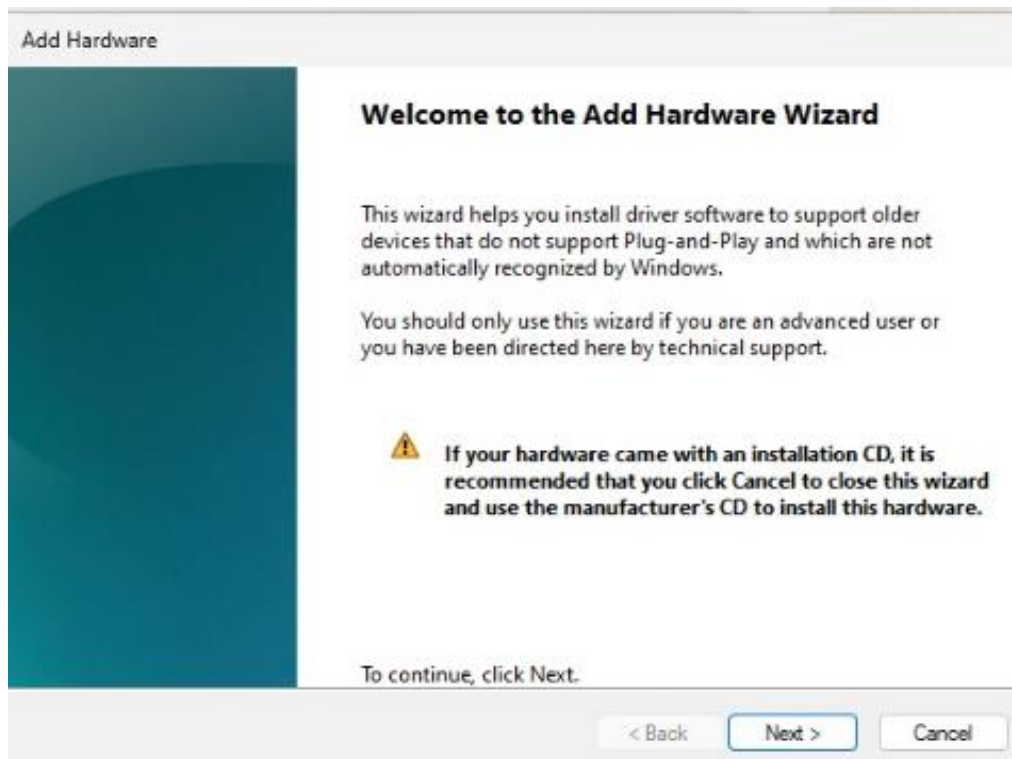 Add Hardware
Welcome to the Add Hardware Wizard
This wizard helps you install driver software to support older
devices that do not support Plug-and-Play and which are not
automatically recognized by Windows.
You should only use this wizard if you are an advanced user or
you have been directed here by technical support.
If your hardware came with an installation CD, it is
recommended that you click Cancel to close this wizard
and use the manufacturer's CD to install this hardware.
To continue, click Next.
< Back Next > Cancel